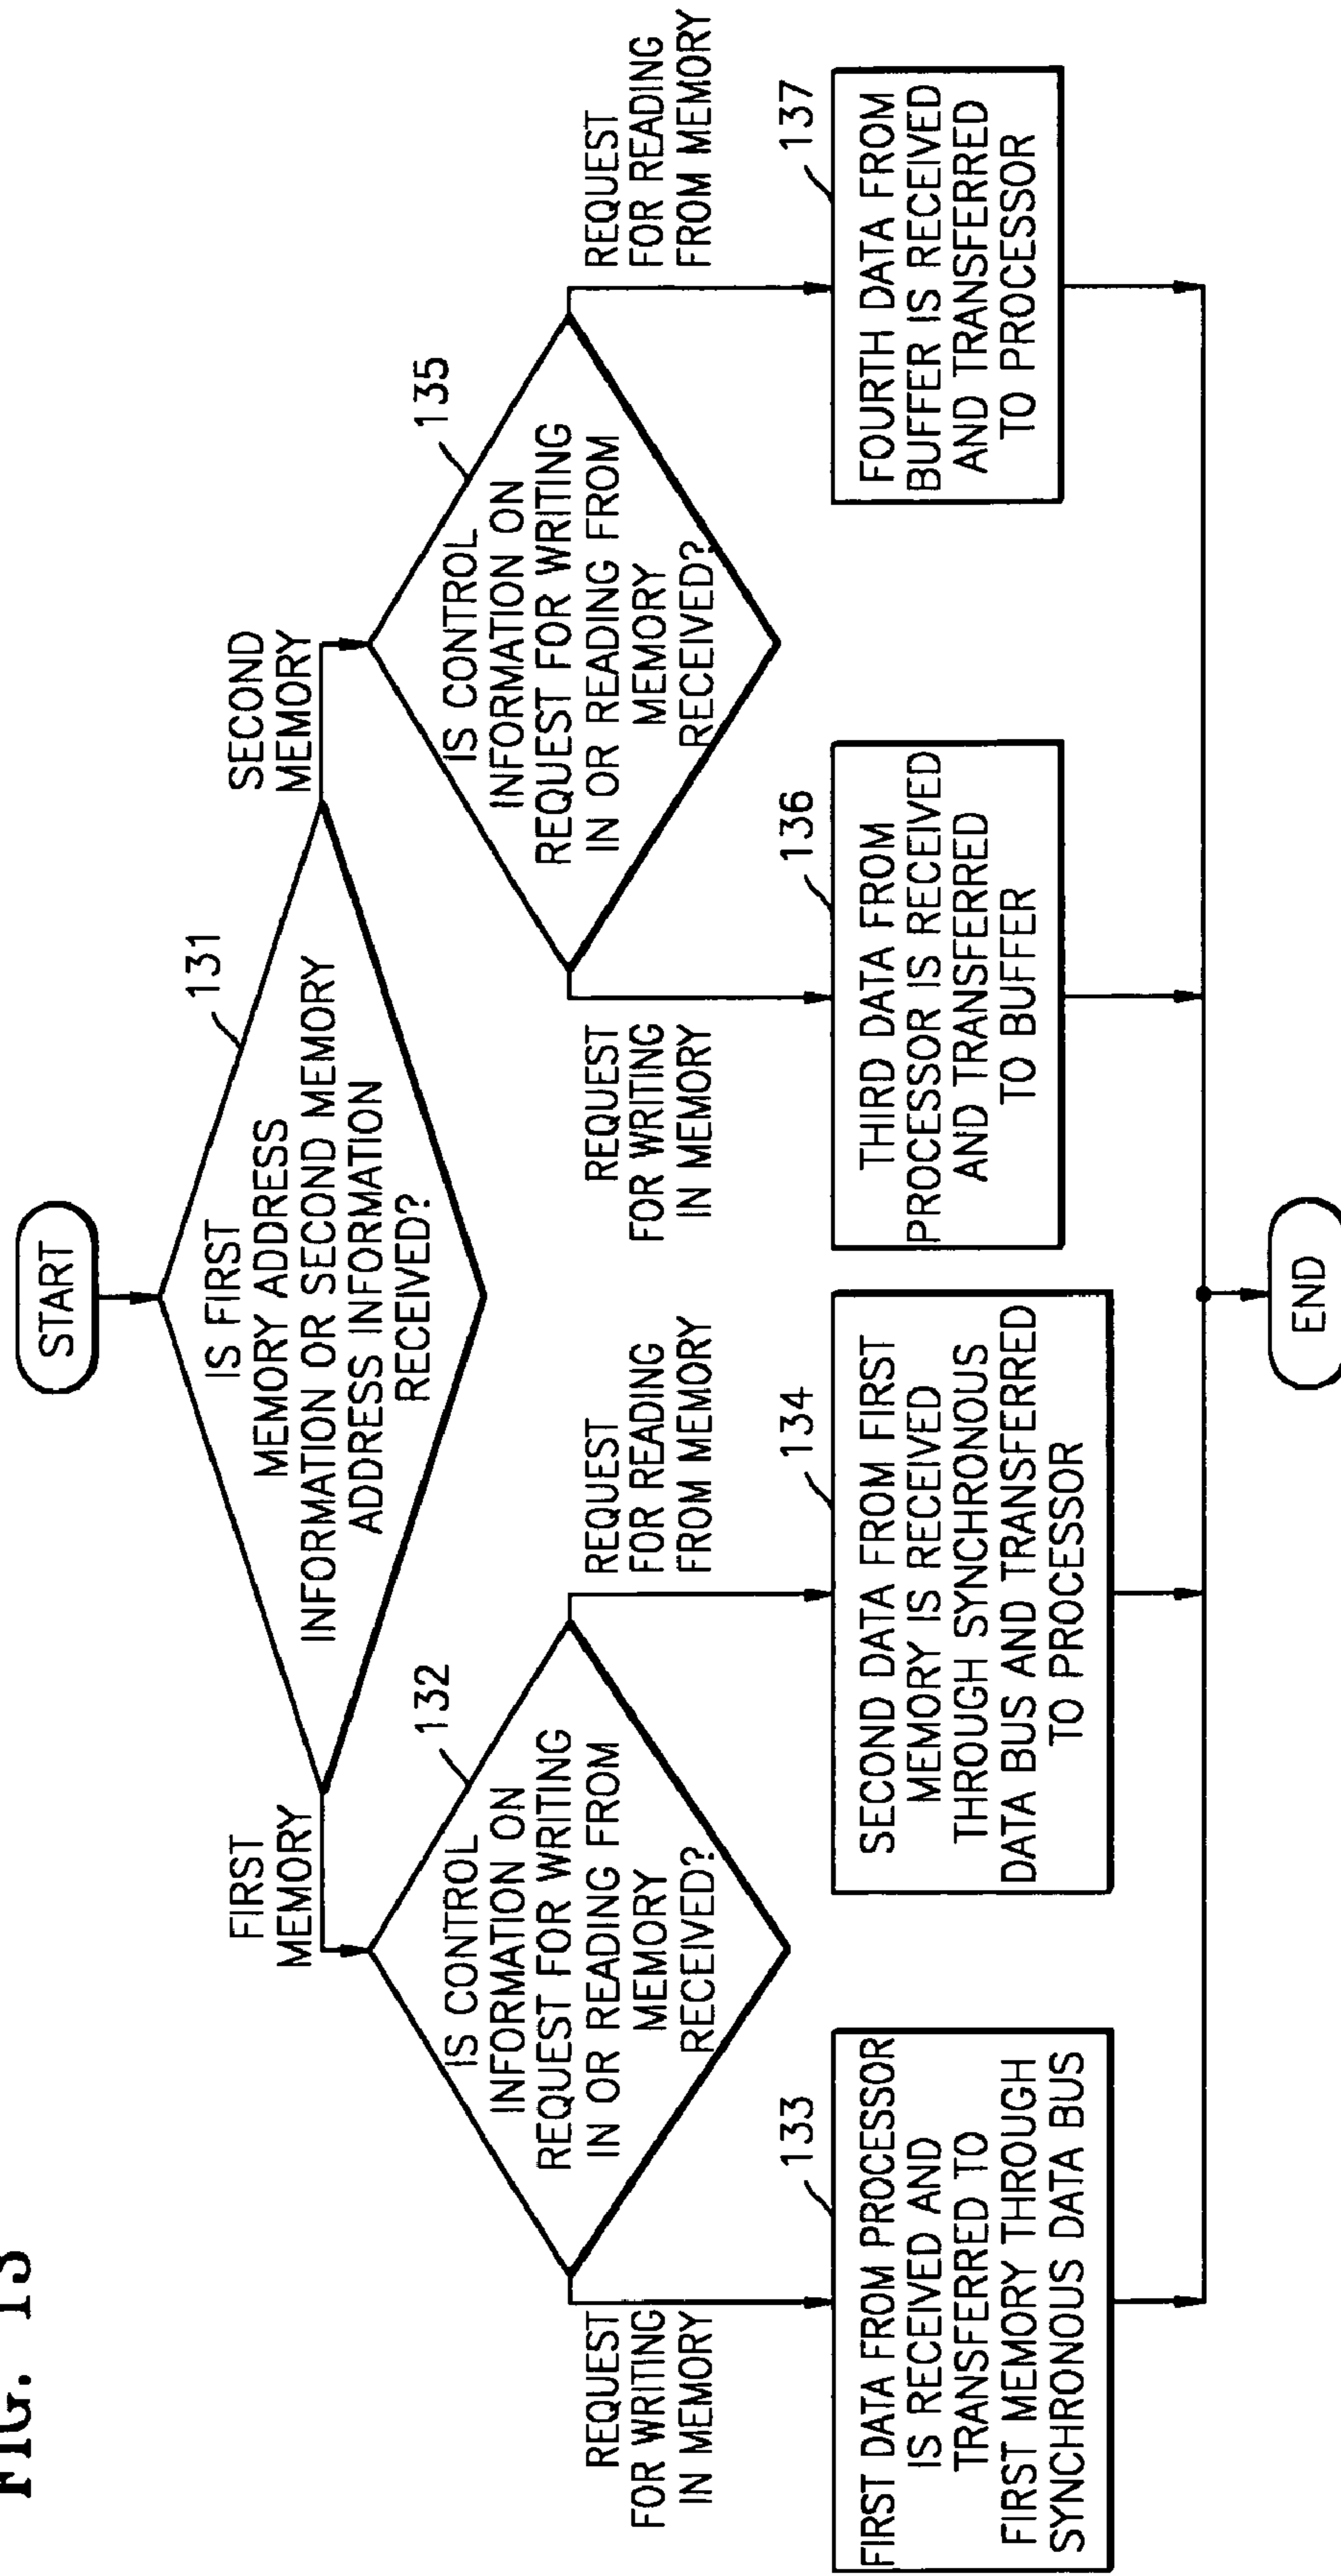 FIG. 13
START
131
IS FIRST
MEMORY ADDRESS
INFORMATION OR SECOND MEMORY
ADDRESS INFORMATION
RECEIVED?
FIRST
MEMORY
SECOND
MEMORY
132
IS CONTROL
INFORMATION ON
REQUEST FOR WRITING
IN OR READING FROM
MEMORY
RECEIVED?
135
IS CONTROL
INFORMATION ON
REQUEST FOR WRITING
IN OR READING FROM
MEMORY
RECEIVED?
REQUEST
FOR WRITING
IN MEMORY
REQUEST
FOR READING
FROM MEMORY
REQUEST
FOR WRITING
IN MEMORY
REQUEST
FOR READING
FROM MEMORY
133
FIRST DATA FROM PROCESSOR
IS RECEIVED AND
TRANSFERRED TO
FIRST MEMORY THROUGH
SYNCHRONOUS DATA BUS
134
SECOND DATA FROM FIRST
MEMORY IS RECEIVED
THROUGH SYNCHRONOUS
DATA BUS AND TRANSFERRED
TO PROCESSOR
136
THIRD DATA FROM
PROCESSOR IS RECEIVED
AND TRANSFERRED
TO BUFFER
137
FOURTH DATA FROM
BUFFER IS RECEIVED
AND TRANSFERRED
TO PROCESSOR
END